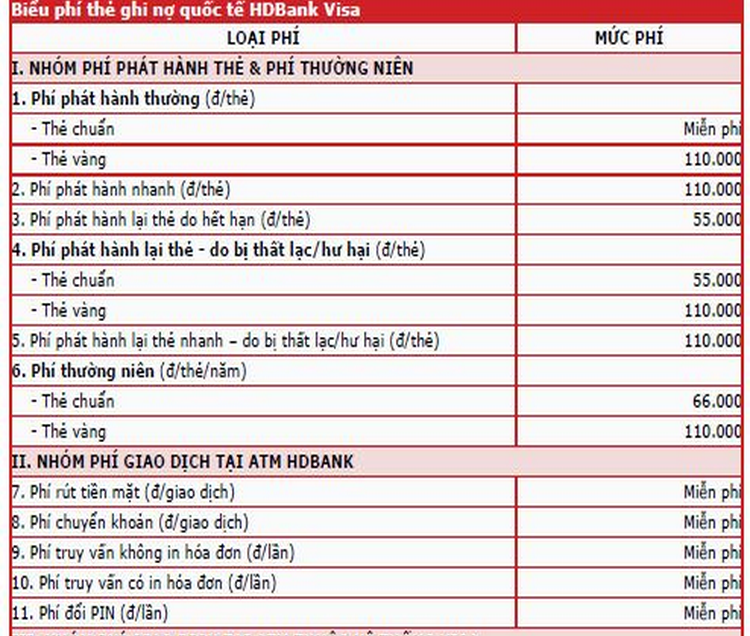 Biểu phí thẻ ghi nợ quốc tế HDBank Visa
LOẠI PHÍ MỨC PHÍ
I. NHÓM PHÍ PHÁT HÀNH THẺ & PHÍ THƯỜNG NIÊN
1. Phí phát hành thường (đ/thẻ)
- Thẻ chuẩn Miễn phí
- Thẻ vàng 110.000
2. Phí phát hành nhanh (đ/thẻ) 110.000
3. Phí phát hành lại thẻ do hết hạn (đ/thẻ) 55.000
4. Phí phát hành lại thẻ - do bị thất lạc/hư hại (đ/thẻ)
- Thẻ chuẩn 55.000
- Thẻ vàng 110.000
5. Phí phát hành lại thẻ nhanh – do bị thất lạc/hư hại (đ/thẻ) 110.000
6. Phí thường niên (đ/thẻ/năm)
- Thẻ chuẩn 66.000
- Thẻ vàng 110.000
II. NHÓM PHÍ GIAO DỊCH TẠI ATM HDBANK
7. Phí rút tiền mặt (đ/giao dịch) Miễn phí
8. Phí chuyển khoản (đ/giao dịch) Miễn phí
9. Phí truy vấn không in hóa đơn (đ/lần) Miễn phí
10. Phí truy vấn có in hóa đơn (đ/lần) Miễn phí
11. Phí đổi PIN (đ/lần) Miễn phí